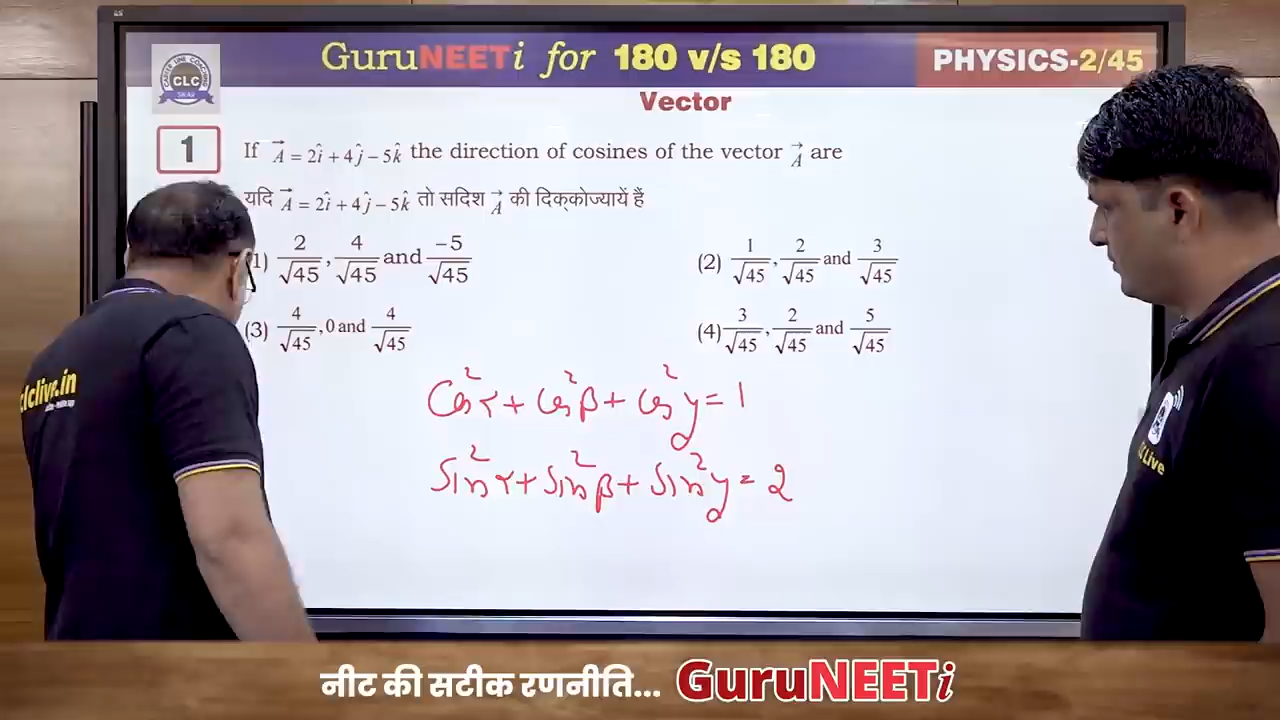 GuruNEETi for 180 v/s 180 PHYSICS-2/45
CLC
Vector
1 If A⃗ = 2î + 4ĵ − 5k̂ the direction of cosines of the vector A⃗ are
यदि A⃗ = 2î + 4ĵ − 5k̂ तो सदिश A⃗ की दिक्कोज्यायें हैं
1) 2/√45, 4/√45 and −5/√45 (2) 1/√45, 2/√45 and 3/√45
(3) 4/√45, 0 and 4/√45 (4) 3/√45, 2/√45 and 5/√45
Cos²α + Cos²β + Cos²γ = 1
Sin²α + Sin²β + Sin²γ = 2
clclive.in
Live
नीट की सटीक रणनीति... GuruNEETi